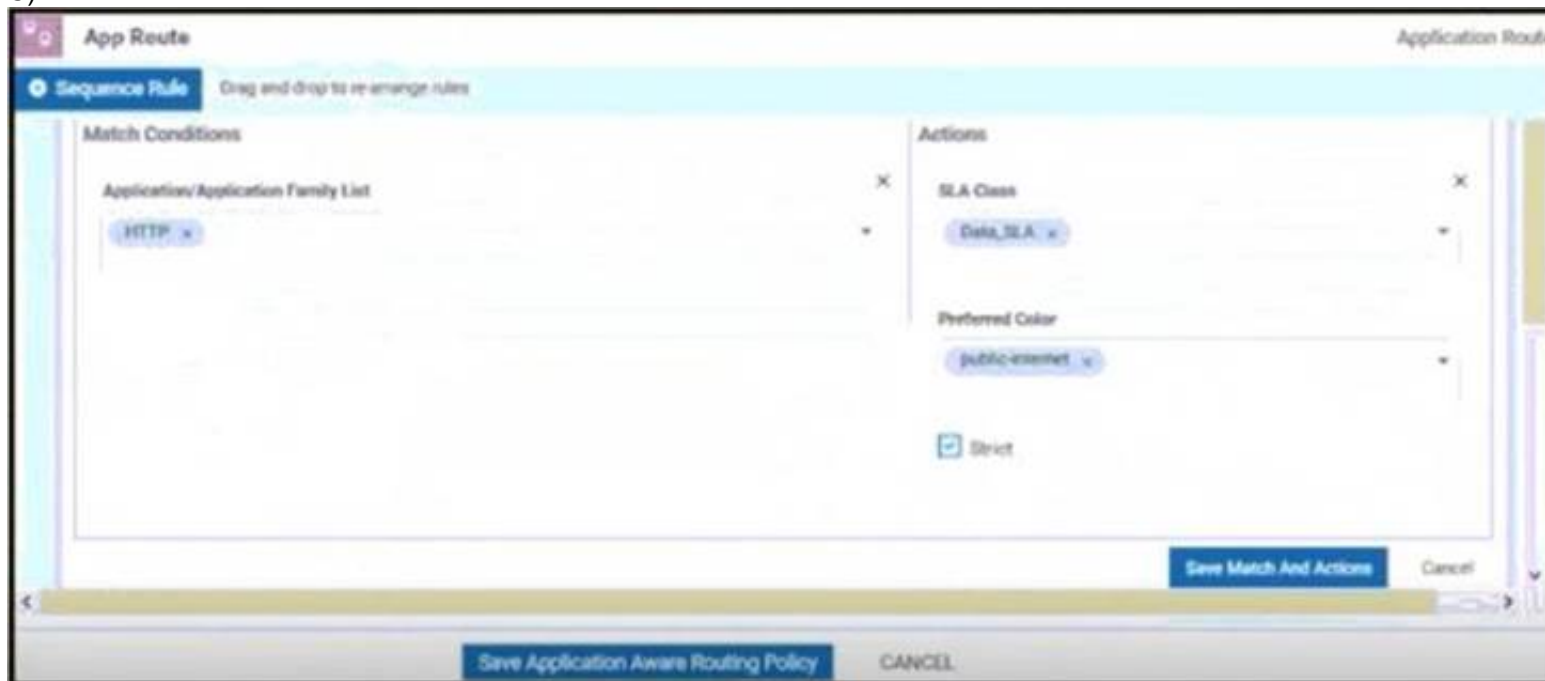 App Route
Application Route
Sequence Rule Drag and drop to re-arrange rules
Match Conditions
Actions
Application/Application Family List
SLA Class
HTTP ×
Data_SLA ×
Preferred Color
public-internet ×
Strict
Save Match And Actions Cancel
Save Application Aware Routing Policy CANCEL